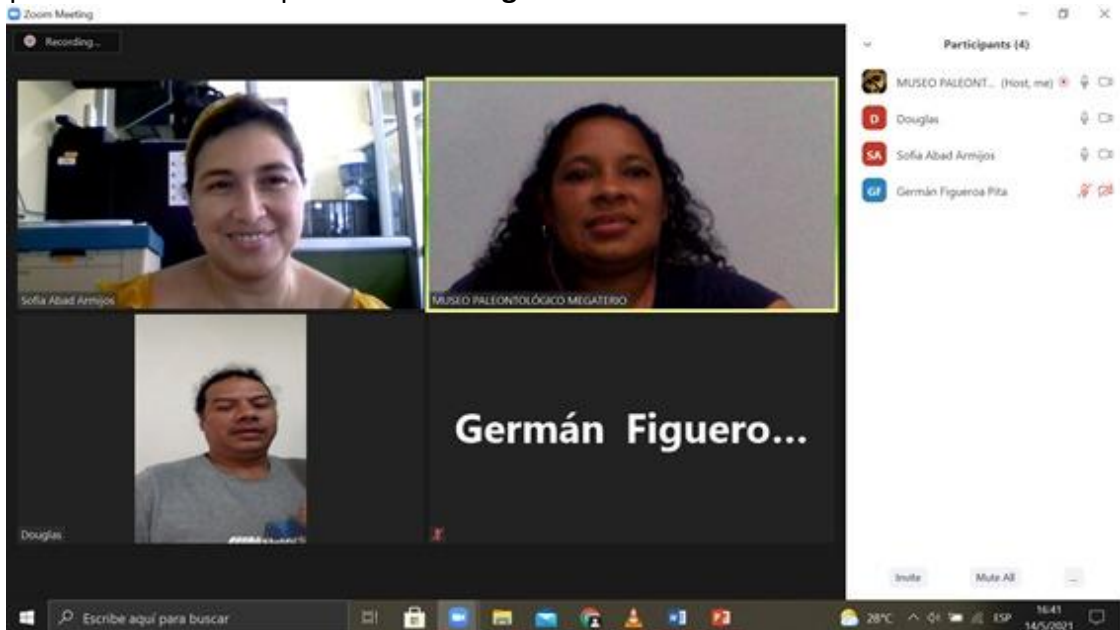 Zoom Meeting
Recording...
Participants (4)
MUSEO PALEONT... (Host, me)
D Douglas
SA Sofia Abad Armijos
GF Germán Figueroa Pita
Sofia Abad Armijos
MUSEO PALEONTOLÓGICO MEGATERIO
Germán Figuero...
Douglas
Invite
Mute All
...
Escribe aquí para buscar
28°C
ESP
16:41
14/5/2021